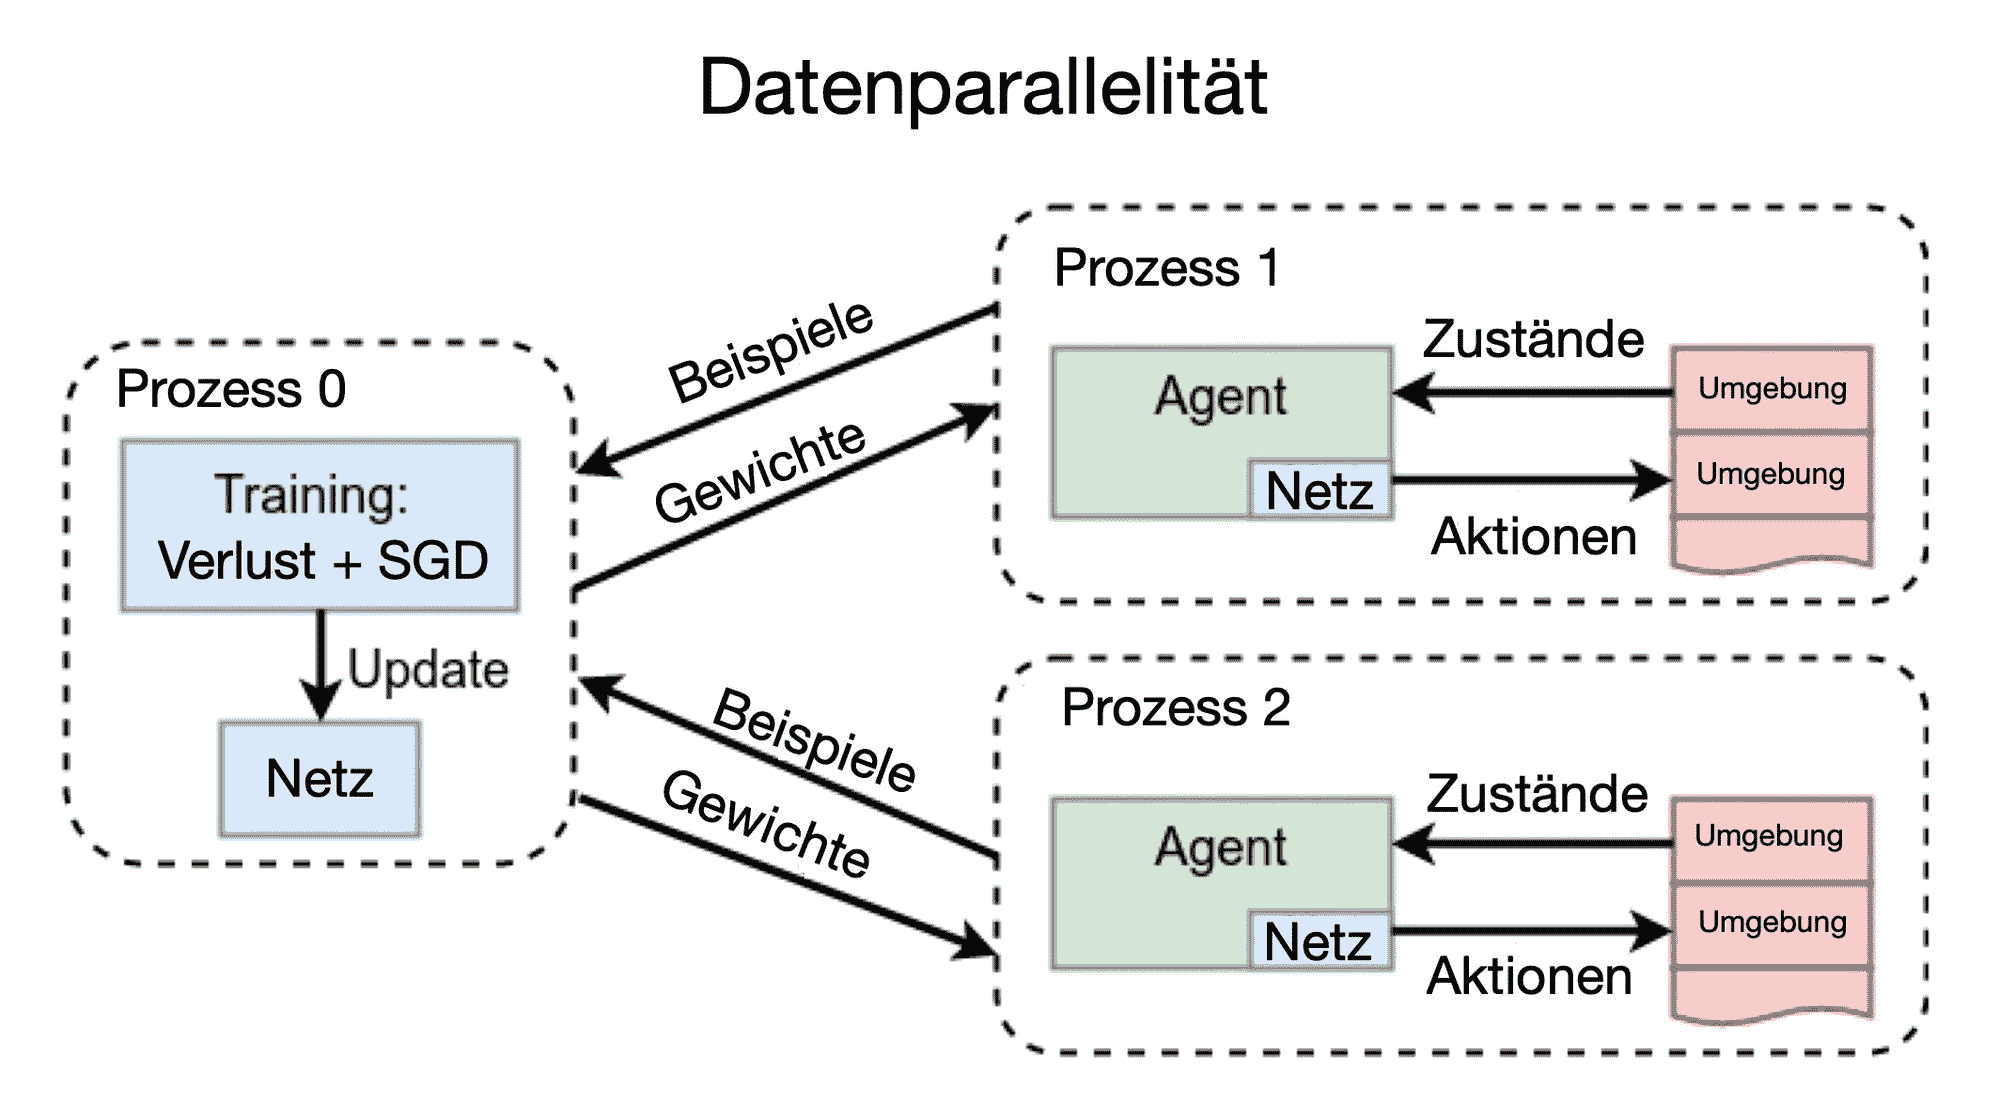 Datenparallelität
Prozess 0
Training:
Verlust + SGD
Update
Netz
Beispiele
Gewichte
Beispiele
Gewichte
Prozess 1
Agent
Netz
Zustände
Aktionen
Umgebung
Umgebung
Prozess 2
Agent
Netz
Zustände
Aktionen
Umgebung
Umgebung